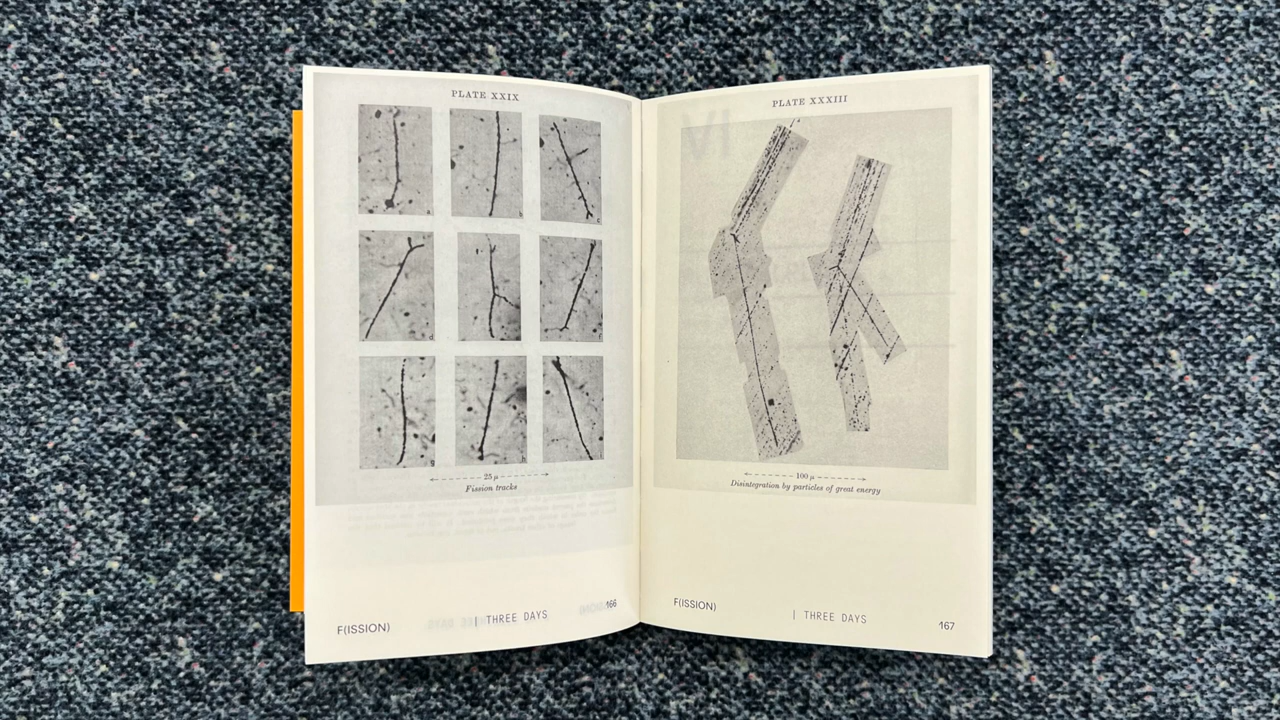 PLATE XXIX
a
b
c
d
f
g
h
25 μ
Fission tracks
F(ISSION)
| THREE DAYS
166
PLATE XXXIII
100 μ
Disintegration by particles of great energy
F(ISSION)
| THREE DAYS
167